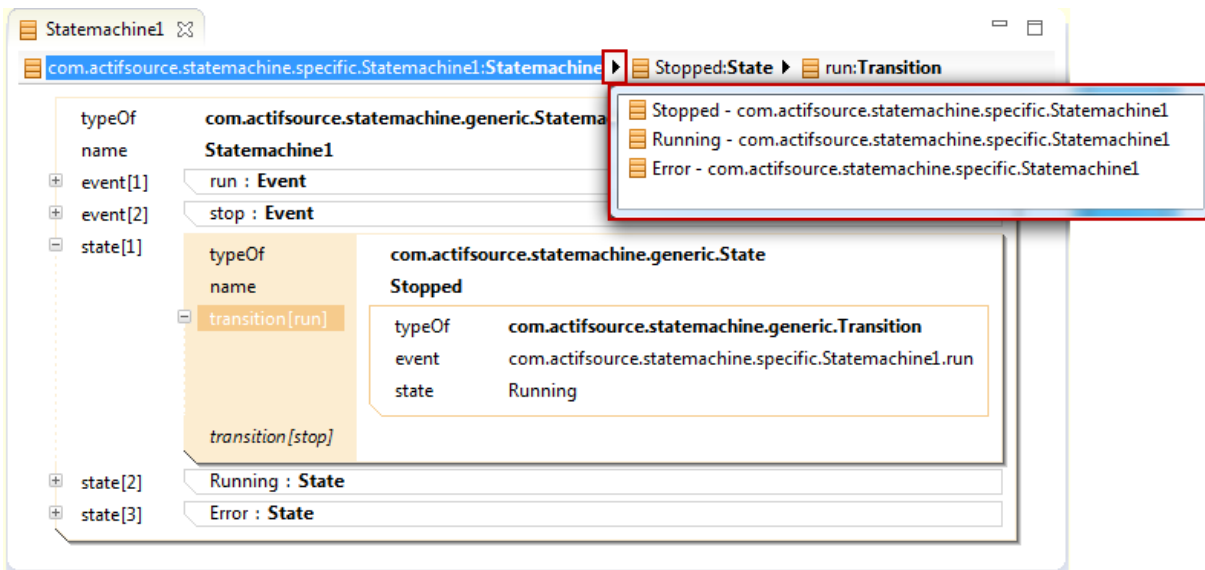 Statemachine1
com.actifsource.statemachine.specific.Statemachine1:Statemachine Stopped:State run:Transition
Stopped - com.actifsource.statemachine.specific.Statemachine1
Running - com.actifsource.statemachine.specific.Statemachine1
Error - com.actifsource.statemachine.specific.Statemachine1
typeOf com.actifsource.statemachine.generic.Statema
name Statemachine1
event[1] run : Event
event[2] stop : Event
state[1]
typeOf com.actifsource.statemachine.generic.State
name Stopped
transition[run]
typeOf com.actifsource.statemachine.generic.Transition
event com.actifsource.statemachine.specific.Statemachine1.run
state Running
transition[stop]
state[2] Running : State
state[3] Error : State